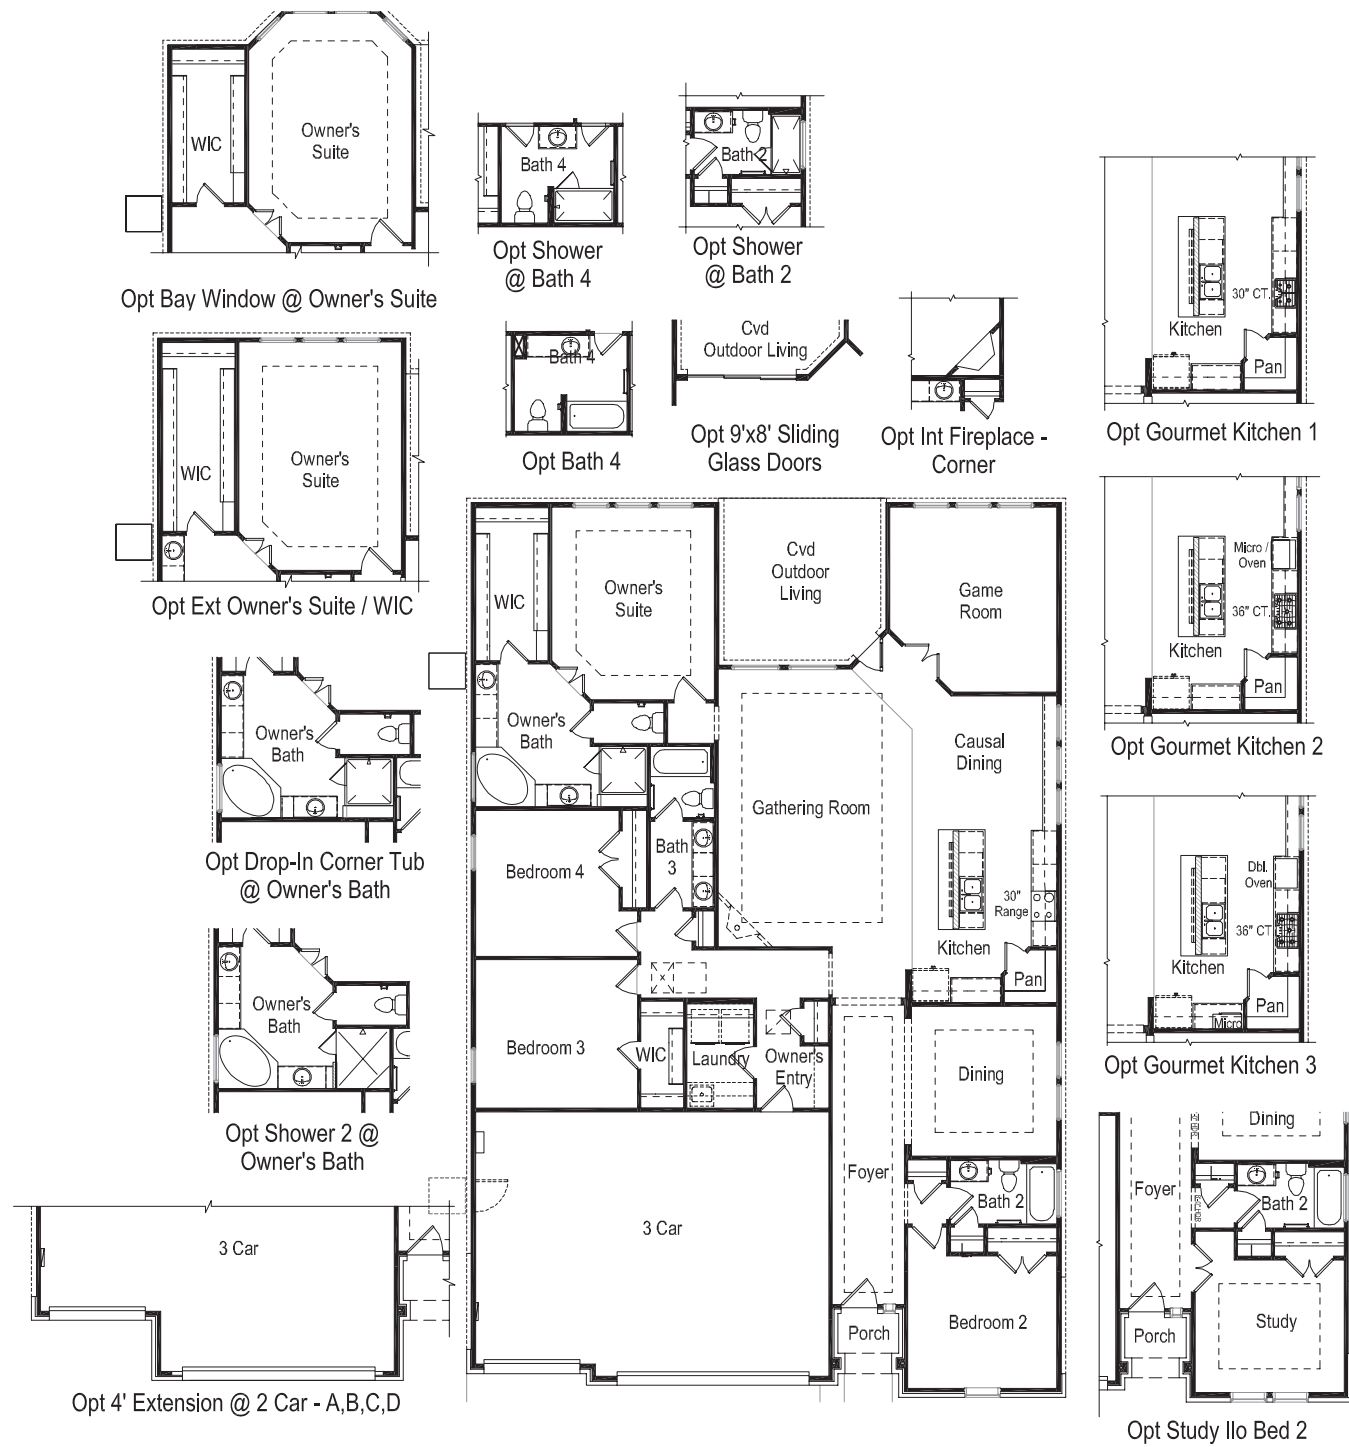 Owner's
Suite
WIC
Opt Bay Window @ Owner's Suite
Bath 4
Opt Shower
@ Bath 4
Bath 2
Opt Shower
@ Bath 2
30" CT.
Kitchen
Pan
Opt Gourmet Kitchen 1
Owner's
Suite
WIC
Opt Ext Owner's Suite / WIC
Bath 4
Opt Bath 4
Cvd
Outdoor Living
Opt 9'x8' Sliding
Glass Doors
Opt Int Fireplace -
Corner
Micro /
Oven
36" CT.
Kitchen
Pan
Opt Gourmet Kitchen 2
Owner's
Bath
Opt Drop-In Corner Tub
@ Owner's Bath
Owner's
Bath
Opt Shower 2 @
Owner's Bath
3 Car
Opt 4' Extension @ 2 Car - A,B,C,D
WIC
Owner's
Suite
Cvd
Outdoor
Living
Game
Room
Owner's
Bath
Causal
Dining
Gathering Room
Bedroom 4
Bath
3
30"
Range
Kitchen
Pan
Bedroom 3
WIC
Laundry
Owner's
Entry
Dining
Foyer
Bath 2
3 Car
Bedroom 2
Porch
Dbl.
Oven
36" CT
Kitchen
Pan
Micro
Opt Gourmet Kitchen 3
Dining
Foyer
Bath 2
Study
Porch
Opt Study Ilo Bed 2